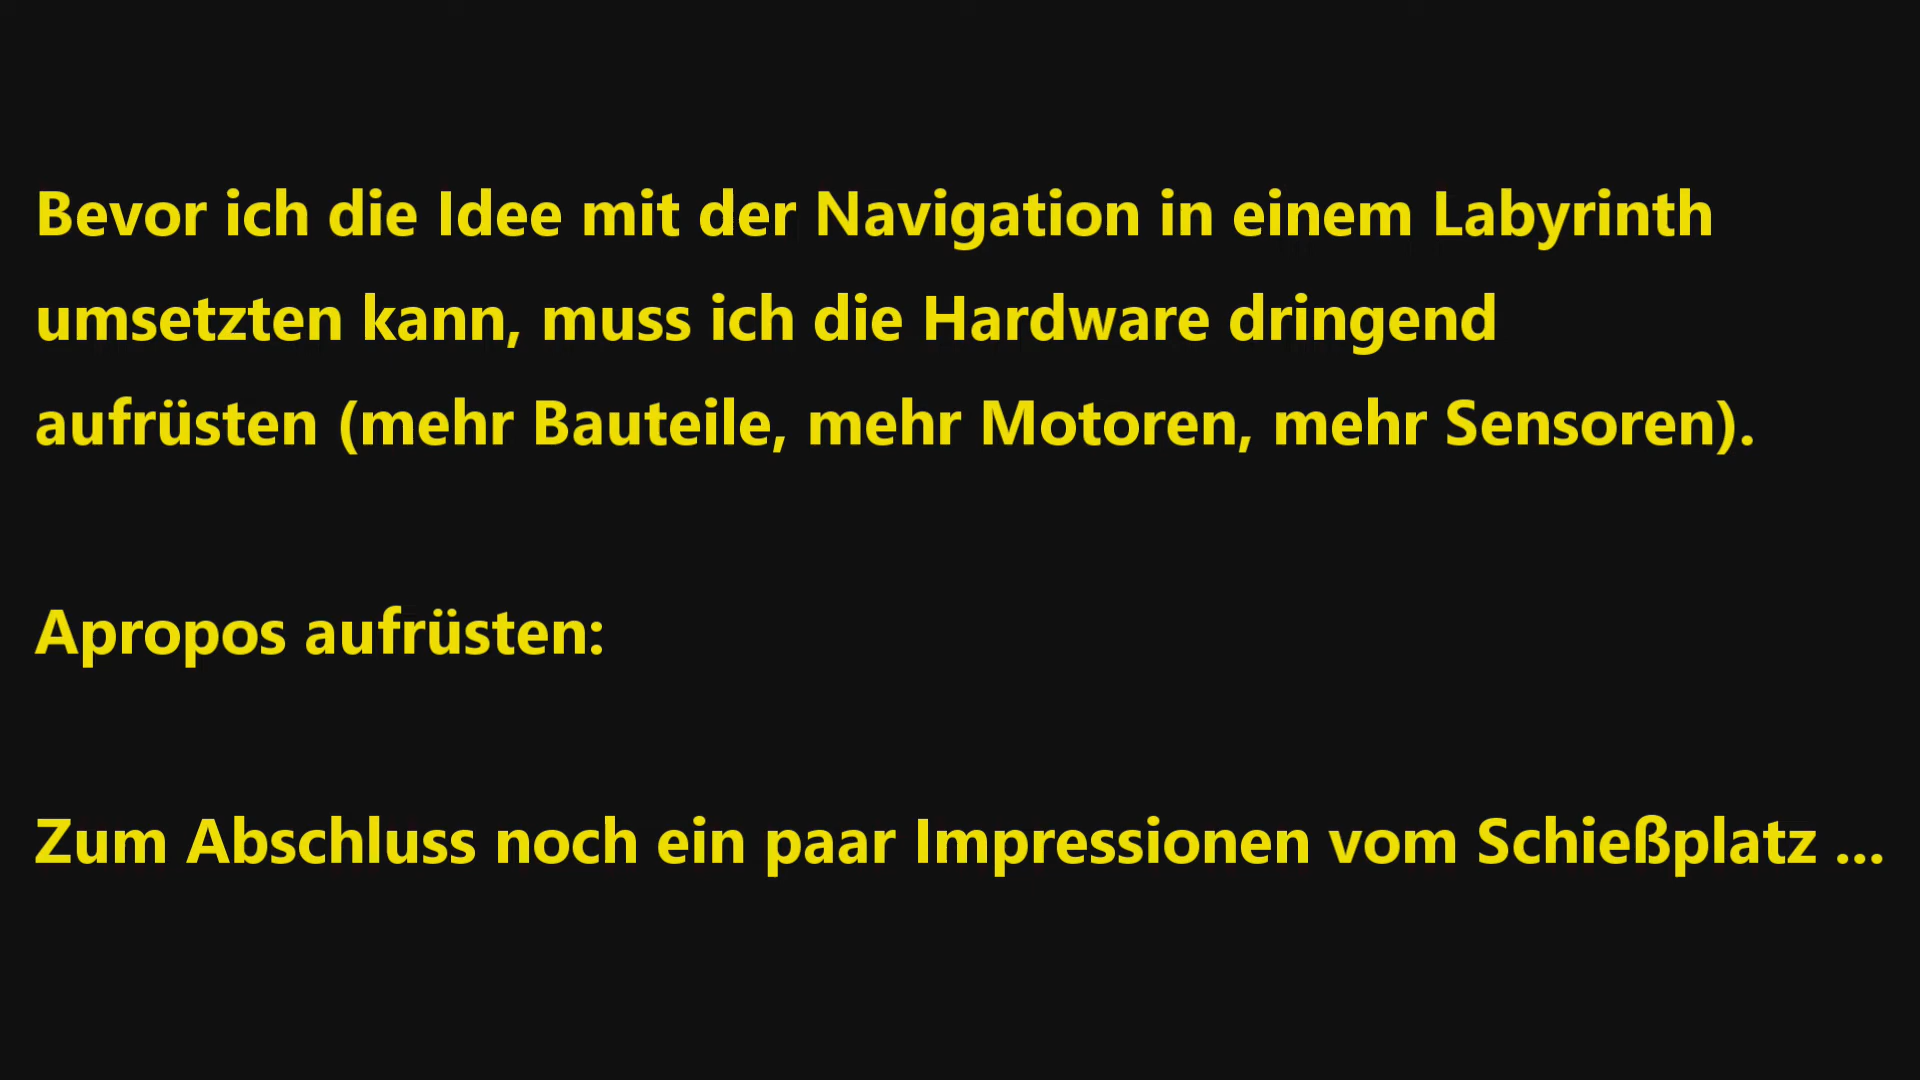 Bevor ich die Idee mit der Navigation in einem Labyrinth
umsetzten kann, muss ich die Hardware dringend
aufrüsten (mehr Bauteile, mehr Motoren, mehr Sensoren).
Apropos aufrüsten:
Zum Abschluss noch ein paar Impressionen vom Schießplatz ...